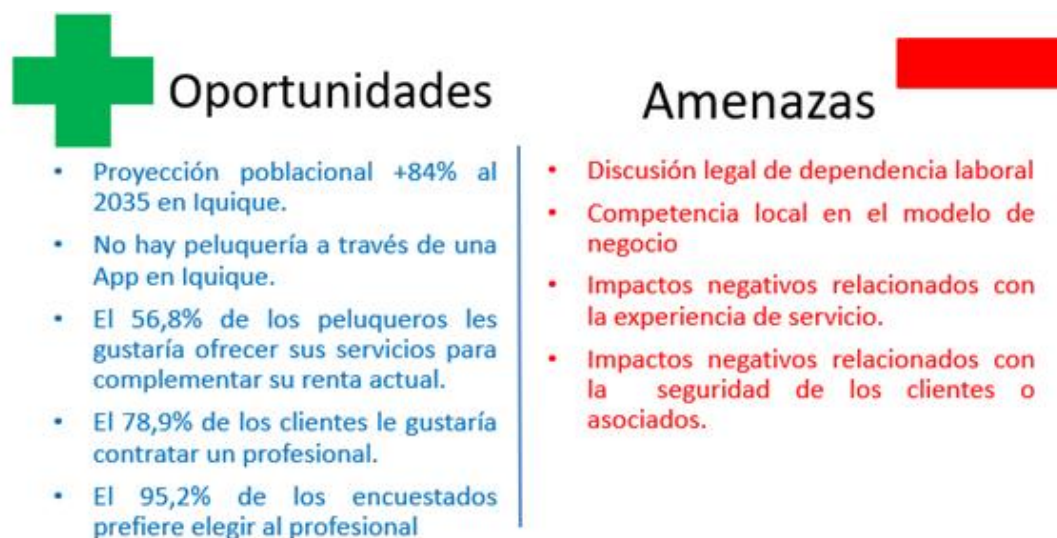 Oportunidades
• Proyección poblacional +84% al
2035 en Iquique.
• No hay peluquería a través de una
App en Iquique.
• El 56,8% de los peluqueros les
gustaría ofrecer sus servicios para
complementar su renta actual.
• El 78,9% de los clientes le gustaría
contratar un profesional.
• El 95,2% de los encuestados
prefiere elegir al profesional
Amenazas
• Discusión legal de dependencia laboral
• Competencia local en el modelo de
negocio
• Impactos negativos relacionados con
la experiencia de servicio.
• Impactos negativos relacionados con
la seguridad de los clientes o
asociados.